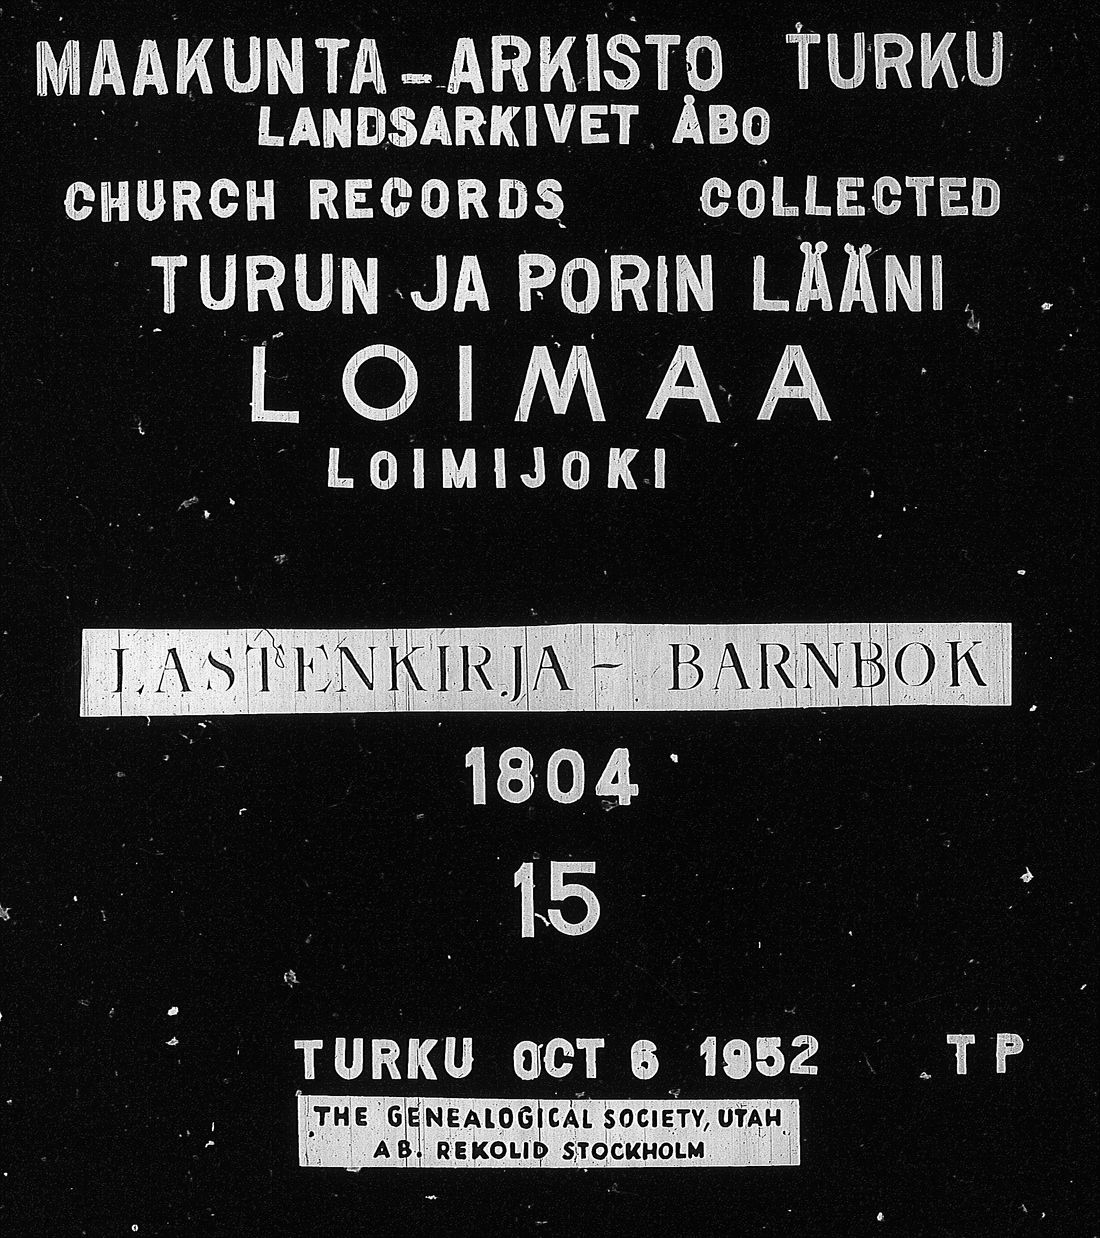 MAAKUNTA-ARKISTO TURKU
LANDSARKIVET ÅBO
CHURCH RECORDS COLLECTED
TURUN JA PORIN LÄÄNI
LOIMAA
LOIMIJOKI
LASTENKIRJA - BARNBOK
1804
15
TURKU OCT 6 1952 TP
THE GENEALOGICAL SOCIETY, UTAH
AB. REKOLID STOCKHOLM